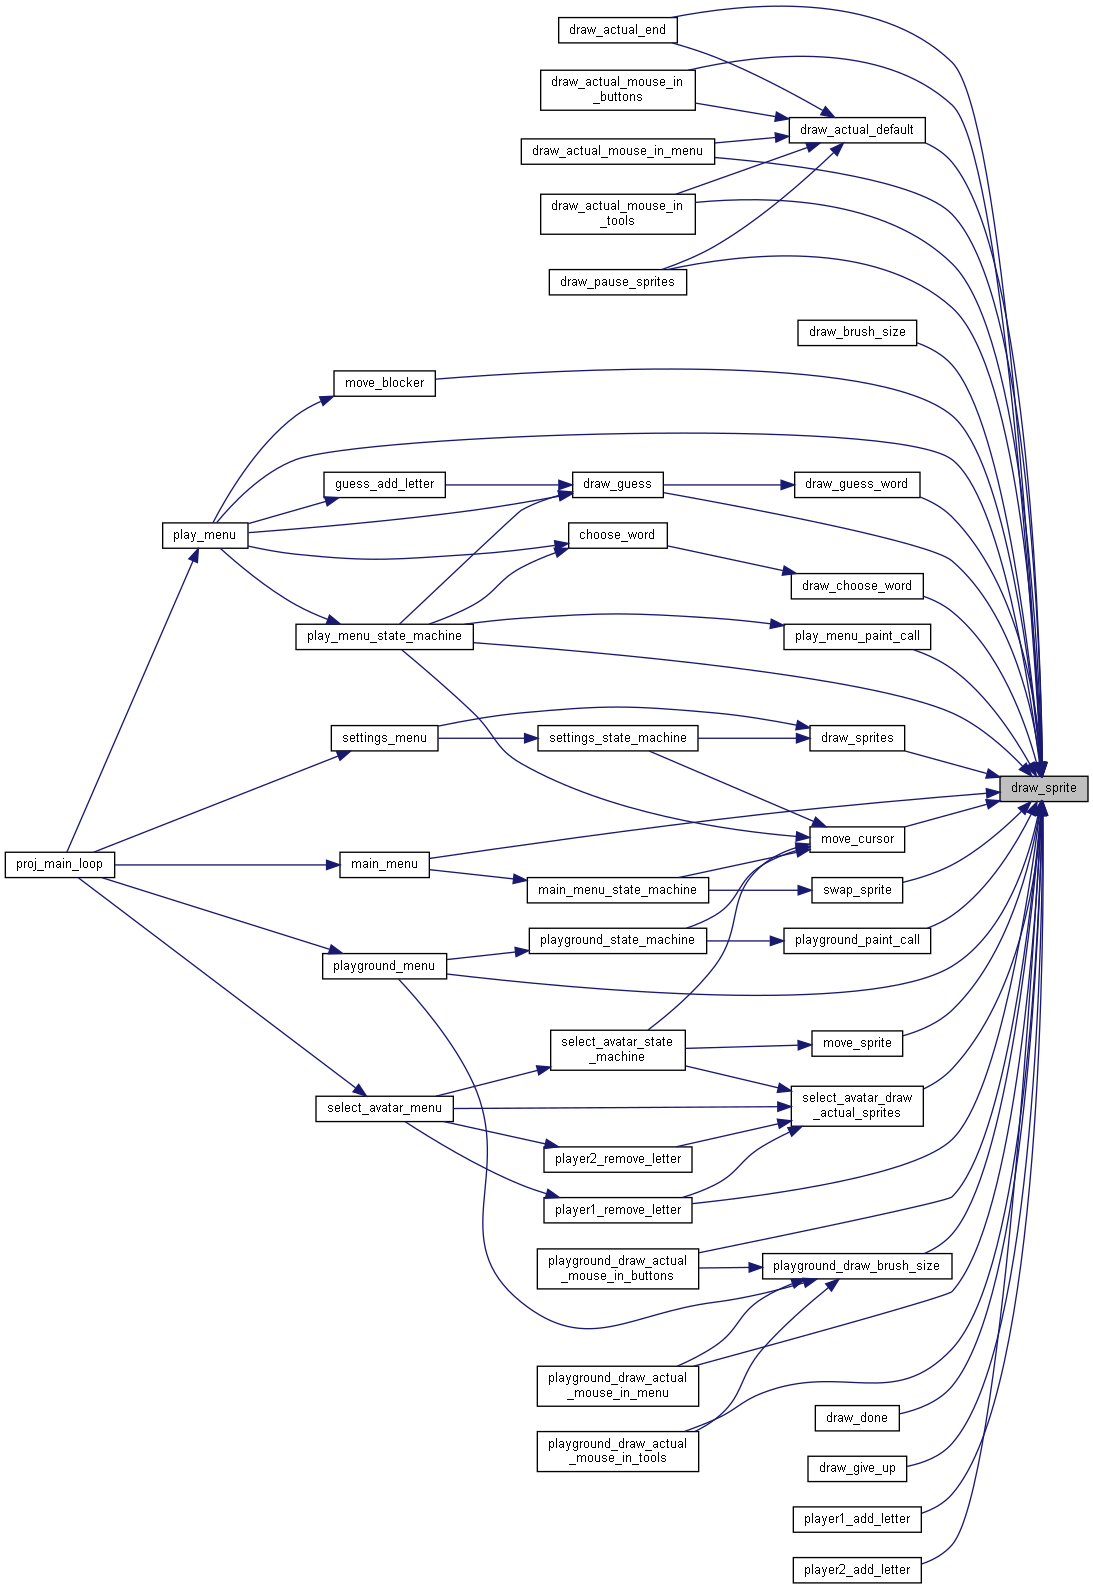 draw_actual_end
draw_actual_mouse_in
_buttons
draw_actual_default
draw_actual_mouse_in_menu
draw_actual_mouse_in
_tools
draw_pause_sprites
draw_brush_size
move_blocker
guess_add_letter
draw_guess
draw_guess_word
play_menu
choose_word
draw_choose_word
play_menu_state_machine
play_menu_paint_call
settings_menu
settings_state_machine
draw_sprites
draw_sprite
move_cursor
proj_main_loop
main_menu
main_menu_state_machine
swap_sprite
playground_state_machine
playground_paint_call
playground_menu
select_avatar_state
_machine
move_sprite
select_avatar_menu
select_avatar_draw
_actual_sprites
player2_remove_letter
player1_remove_letter
playground_draw_actual
_mouse_in_buttons
playground_draw_brush_size
playground_draw_actual
_mouse_in_menu
draw_done
playground_draw_actual
_mouse_in_tools
draw_give_up
player1_add_letter
player2_add_letter